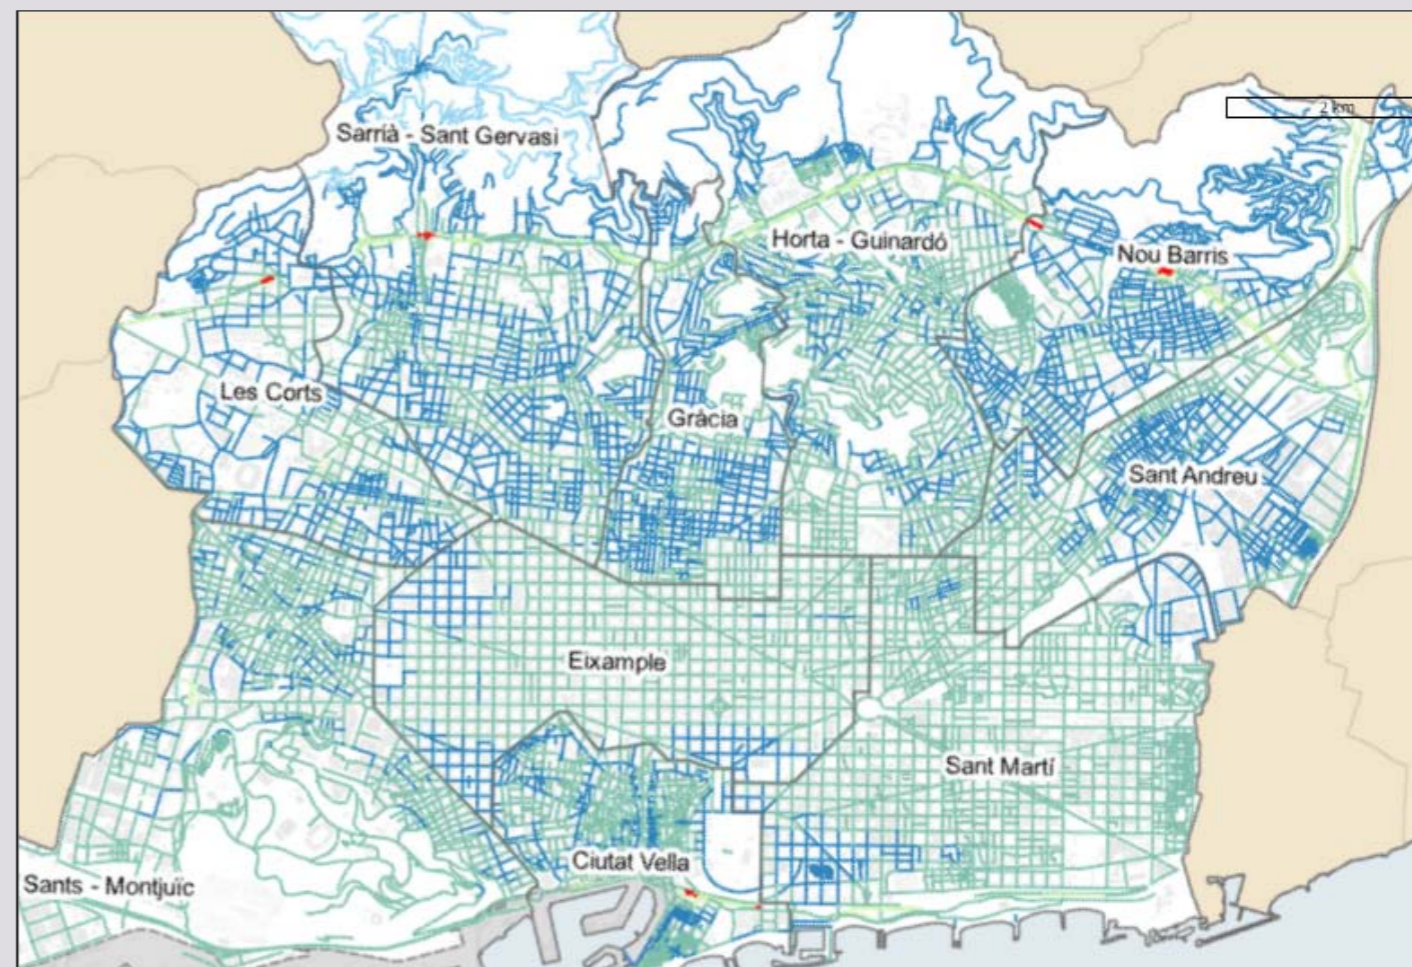 2 km
Sarrià - Sant Gervasi
Horta - Guinardó
Nou Barris
Les Corts
Gràcia
Sant Andreu
Eixample
Sant Martí
Ciutat Vella
Sants - Montjuïc